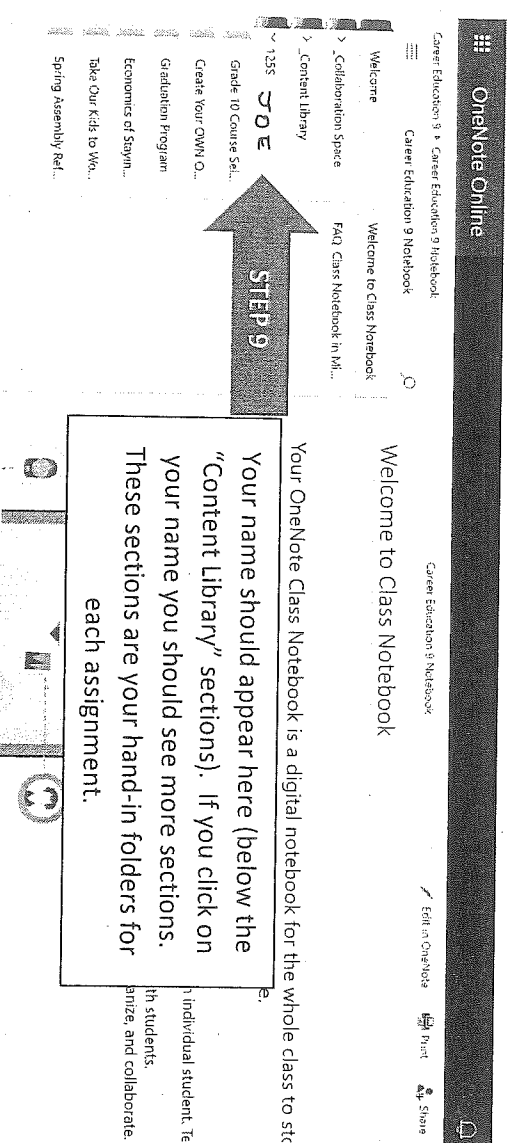 OneNote Online
Career Education 9 ▸ Career Education 9 Notebook
Career Education 9 Notebook
Career Education 9 Notebook
Edit in OneNote
Print
Share
Welcome
_Collaboration Space
_Content Library
125S JOE
Grade 10 Course Sel...
Create Your OWN O...
Graduation Program
Economics of Stayin...
Take Our Kids to Wo...
Spring Assembly Ref...
Welcome to Class Notebook
FAQ Class Notebook in Mi...
STEP 9
Welcome to Class Notebook
Your OneNote Class Notebook is a digital notebook for the whole class to sto
e.
individual student. Te
th students.
anize, and collaborate.
Your name should appear here (below the
“Content Library” sections). If you click on
your name you should see more sections.
These sections are your hand-in folders for
each assignment.